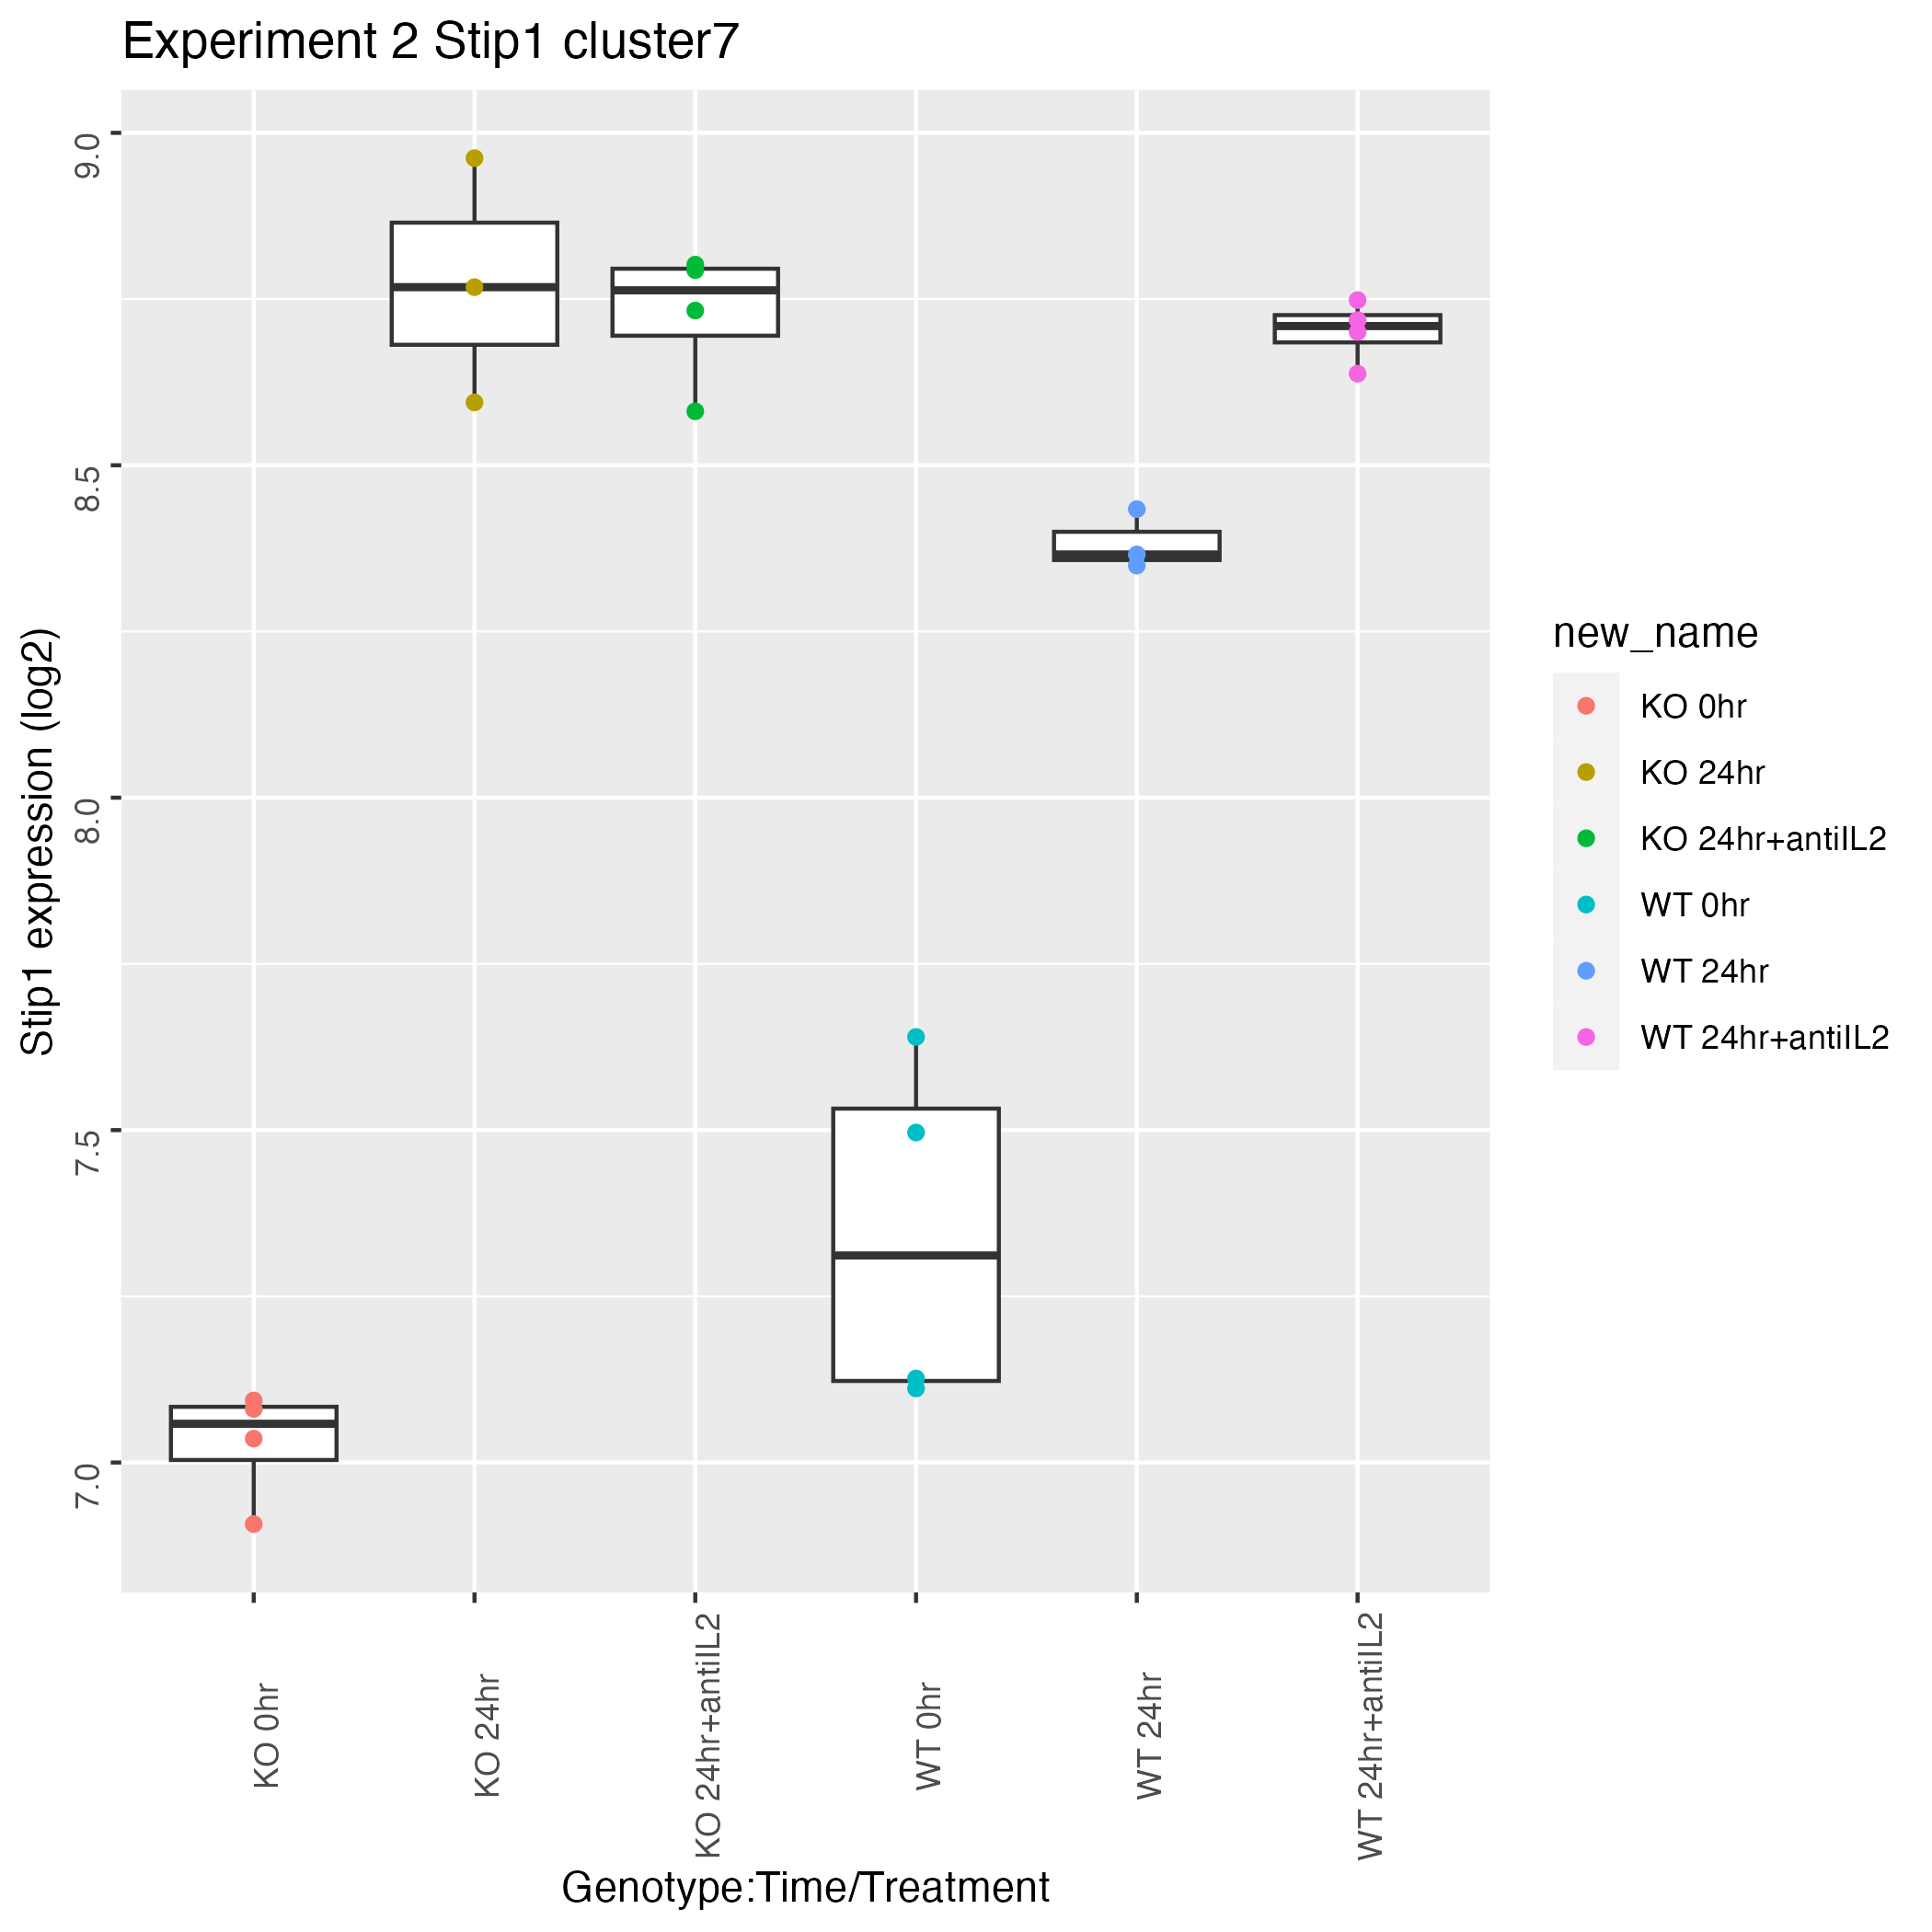 Experiment 2 Stip1 cluster7
Stip1 expression (log2)
9.0
8.5
8.0
7.5
7.0
KO 0hr
KO 24hr
KO 24hr+antiIL2
WT 0hr
WT 24hr
WT 24hr+antiIL2
Genotype:Time/Treatment
new_name
KO 0hr
KO 24hr
KO 24hr+antiIL2
WT 0hr
WT 24hr
WT 24hr+antiIL2